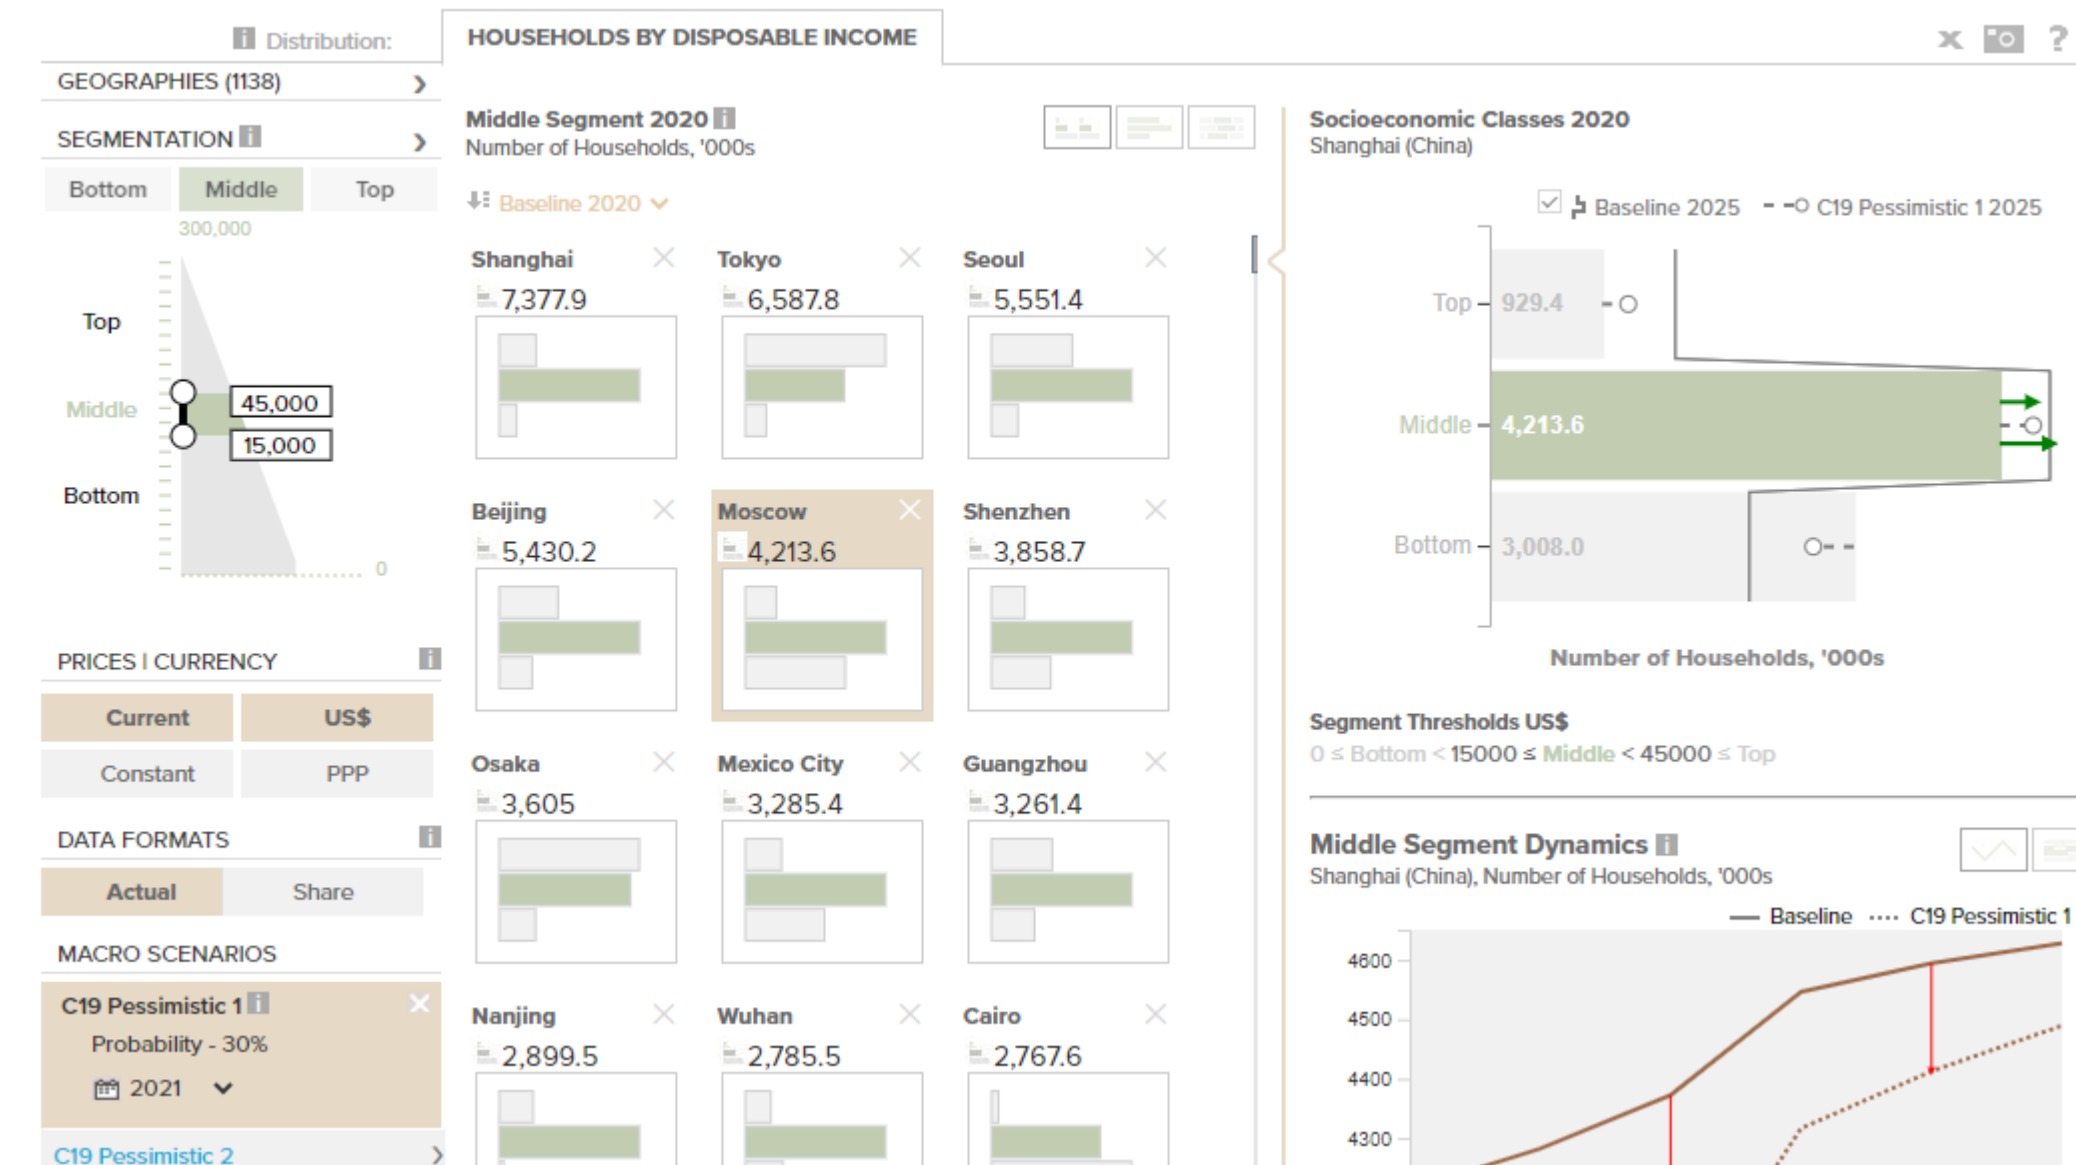 Distribution:
GEOGRAPHIES (1138)
SEGMENTATION
Bottom Middle Top
300,000
Top
Middle
45,000
15,000
Bottom
0
PRICES | CURRENCY
Current US$
Constant PPP
DATA FORMATS
Actual Share
MACRO SCENARIOS
C19 Pessimistic 1
Probability - 30%
2021
C19 Pessimistic 2
HOUSEHOLDS BY DISPOSABLE INCOME
Middle Segment 2020
Number of Households, '000s
Baseline 2020
Shanghai Tokyo Seoul
7,377.9 6,587.8 5,551.4
Beijing Moscow Shenzhen
5,430.2 4,213.6 3,858.7
Osaka Mexico City Guangzhou
3,605 3,285.4 3,261.4
Nanjing Wuhan Cairo
2,899.5 2,785.5 2,767.6
x ?
Socioeconomic Classes 2020
Shanghai (China)
Baseline 2025 C19 Pessimistic 1 2025
Top 929.4
Middle 4,213.6
Bottom 3,008.0
Number of Households, '000s
Segment Thresholds US$
0 ≤ Bottom < 15000 ≤ Middle < 45000 ≤ Top
Middle Segment Dynamics
Shanghai (China), Number of Households, '000s
Baseline C19 Pessimistic 1
4600
4500
4400
4300